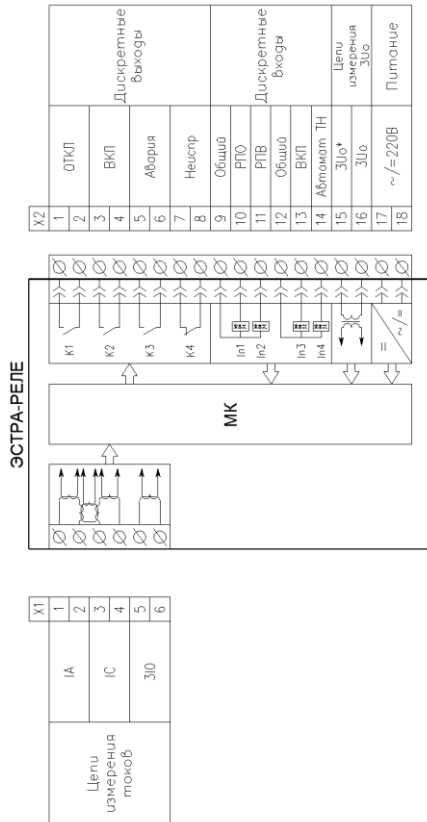 ЭСТРА-РЕЛЕ
X1
Цепи
измерения
токов
IA
IC
3IO
1
2
3
4
5
6
МК
K1
K2
K3
K4
In1
In2
In3
In4
=
~/=
X2
1
2
ОТКЛ
3
4
ВКЛ
5
6
Авария
7
8
Неиспр
Дискретные
выходы
9
Общий
10
РПО
11
РПВ
12
Общий
13
ВКЛ
14
Автомат ТН
Дискретные
входы
15
3Uo*
16
3Uo
Цепи
измерения
3Uo
17
18
~/=220В
Питание